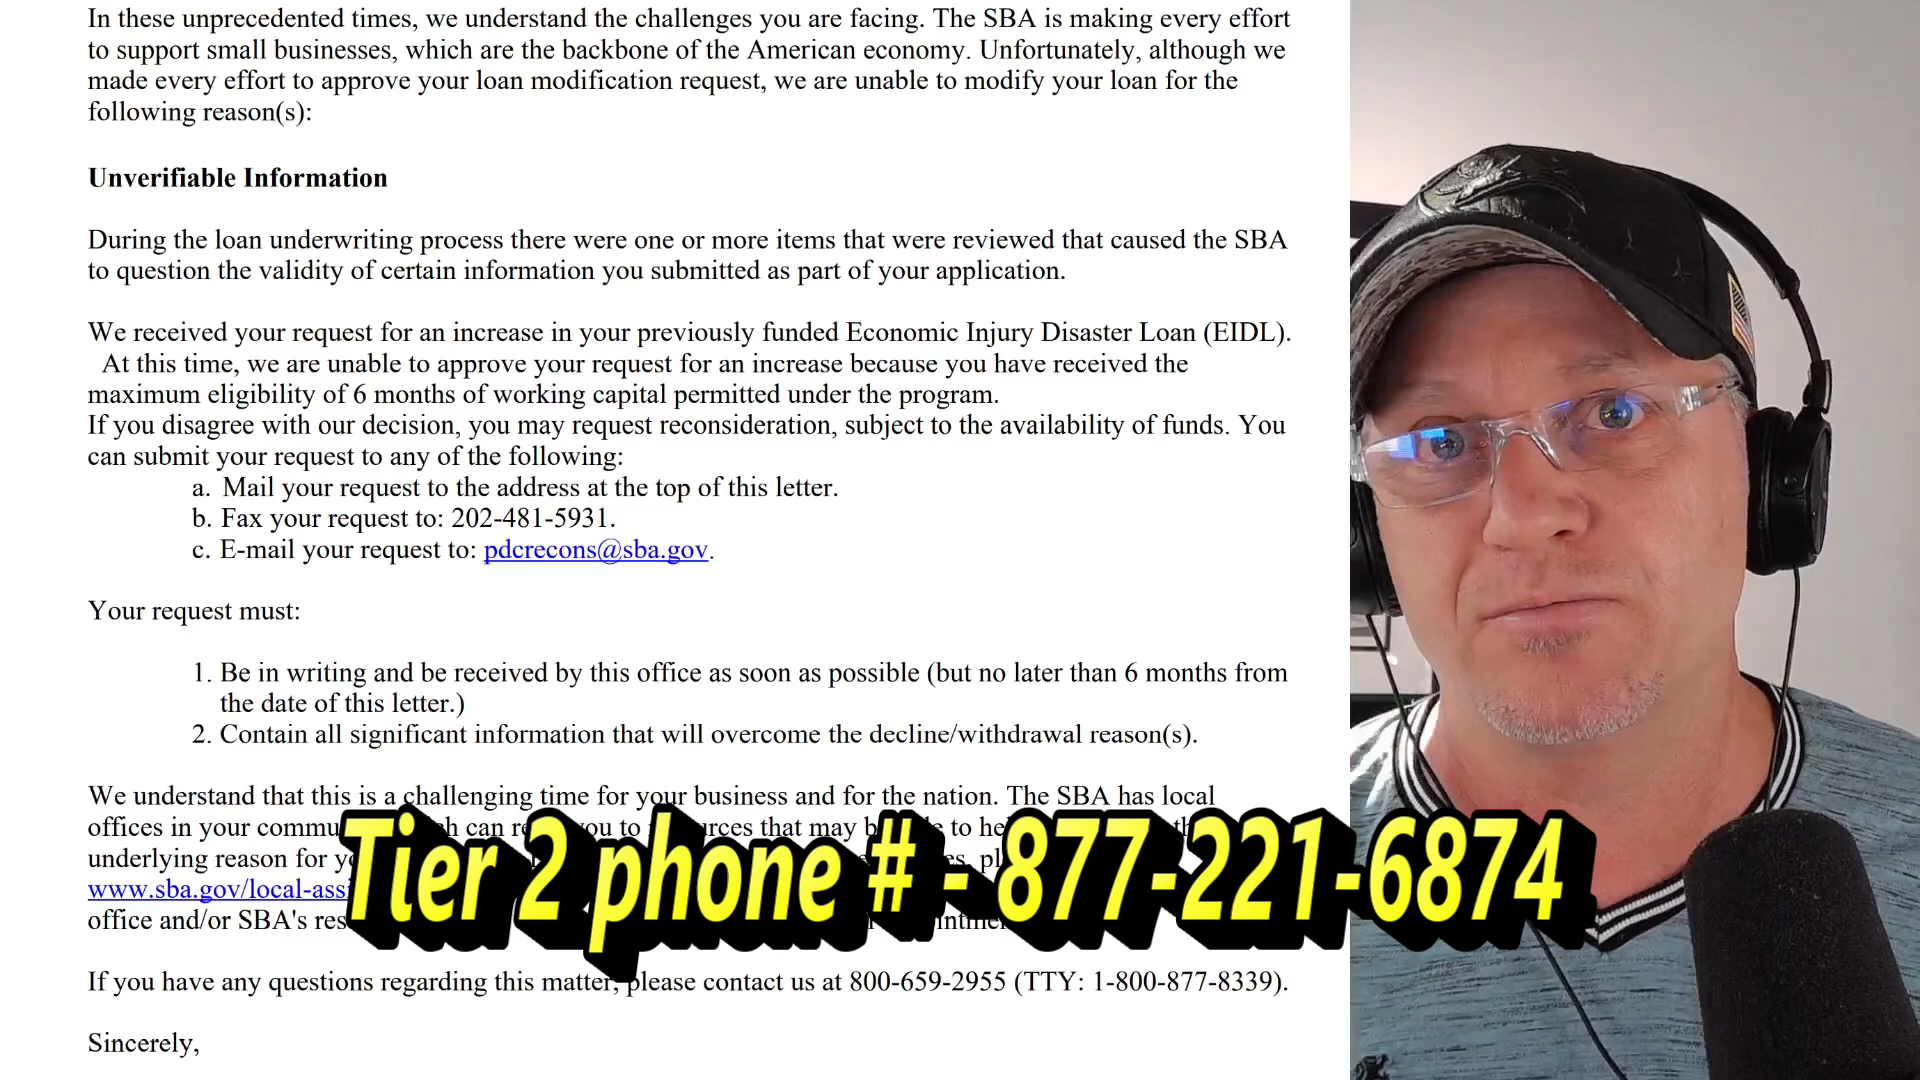 In these unprecedented times, we understand the challenges you are facing. The SBA is making every effort
to support small businesses, which are the backbone of the American economy. Unfortunately, although we
made every effort to approve your loan modification request, we are unable to modify your loan for the
following reason(s):
Unverifiable Information
During the loan underwriting process there were one or more items that were reviewed that caused the SBA
to question the validity of certain information you submitted as part of your application.
We received your request for an increase in your previously funded Economic Injury Disaster Loan (EIDL).
At this time, we are unable to approve your request for an increase because you have received the
maximum eligibility of 6 months of working capital permitted under the program.
If you disagree with our decision, you may request reconsideration, subject to the availability of funds. You
can submit your request to any of the following:
a. Mail your request to the address at the top of this letter.
b. Fax your request to: 202-481-5931.
c. E-mail your request to: pdcrecons@sba.gov.
Your request must:
1. Be in writing and be received by this office as soon as possible (but no later than 6 months from
the date of this letter.)
2. Contain all significant information that will overcome the decline/withdrawal reason(s).
We understand that this is a challenging time for your business and for the nation. The SBA has local
offices in your can to that may to
underlying reason for
www.sba.gov/local-assi
office and/or SBA's
Tier 2 phone # - 877-221-6874
If you have any questions regarding this matter, please contact us at 800-659-2955 (TTY: 1-800-877-8339).
Sincerely,